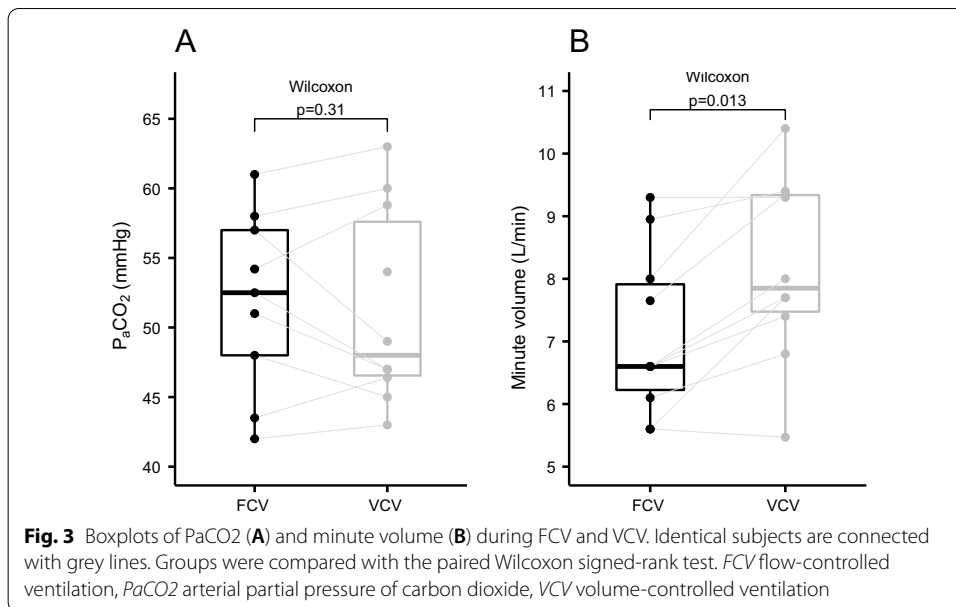 A
Wilcoxon
p=0.31
65
60
55
50
45
40
PaCO2 (mmHg)
FCV VCV
B
Wilcoxon
p=0.013
11
10
9
8
7
6
5
Minute volume (L/min)
FCV VCV
Fig. 3 Boxplots of PaCO2 (A) and minute volume (B) during FCV and VCV. Identical subjects are connected
with grey lines. Groups were compared with the paired Wilcoxon signed-rank test. FCV flow-controlled
ventilation, PaCO2 arterial partial pressure of carbon dioxide, VCV volume-controlled ventilation